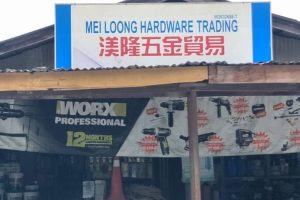 MEI LOONG HARDWARE TRADING
渼隆五金貿易
WORX
PROFESSIONAL
12 MONTHS